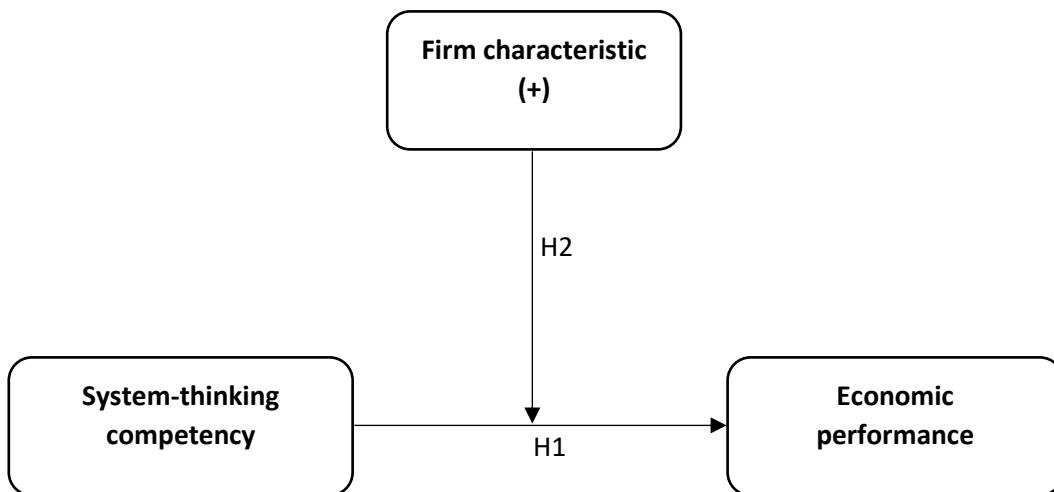 Firm characteristic
(+)
H2
System-thinking
competency
H1
Economic
performance